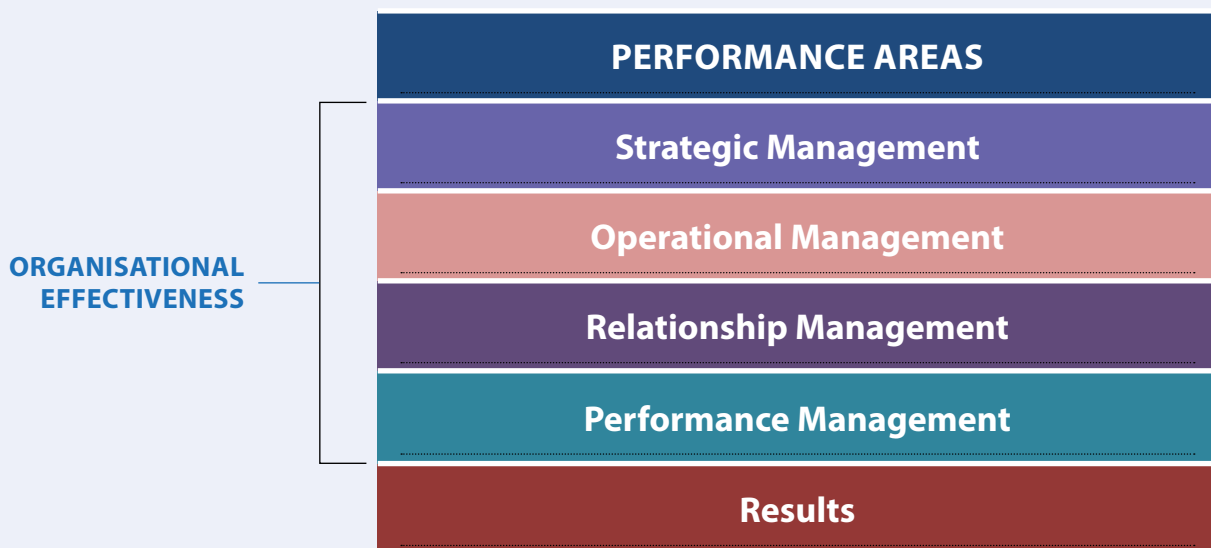 PERFORMANCE AREAS
Strategic Management
Operational Management
ORGANISATIONAL
EFFECTIVENESS
Relationship Management
Performance Management
Results